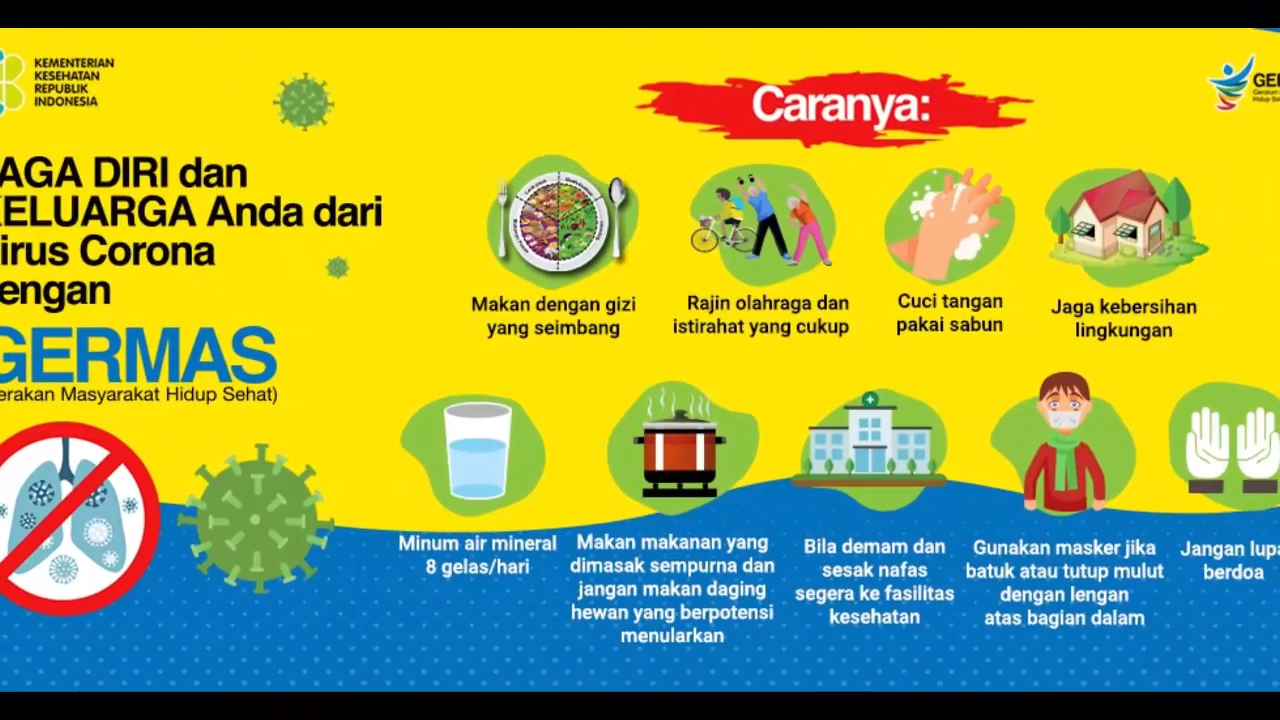 KEMENTERIAN
KESEHATAN
REPUBLIK
INDONESIA
Caranya:
AGA DIRI dan
KELUARGA Anda dari
irus Corona
engan
GERMAS
erakan Masyarakat Hidup Sehat)
Makan dengan gizi
yang seimbang
Rajin olahraga dan
istirahat yang cukup
Cuci tangan
pakai sabun
Jaga kebersihan
lingkungan
Minum air mineral
8 gelas/hari
Makan makanan yang
dimasak sempurna dan
jangan makan daging
hewan yang berpotensi
menularkan
Bila demam dan
sesak nafas
segera ke fasilitas
kesehatan
Gunakan masker jika
batuk atau tutup mulut
dengan lengan
atas bagian dalam
Jangan lupa
berdoa